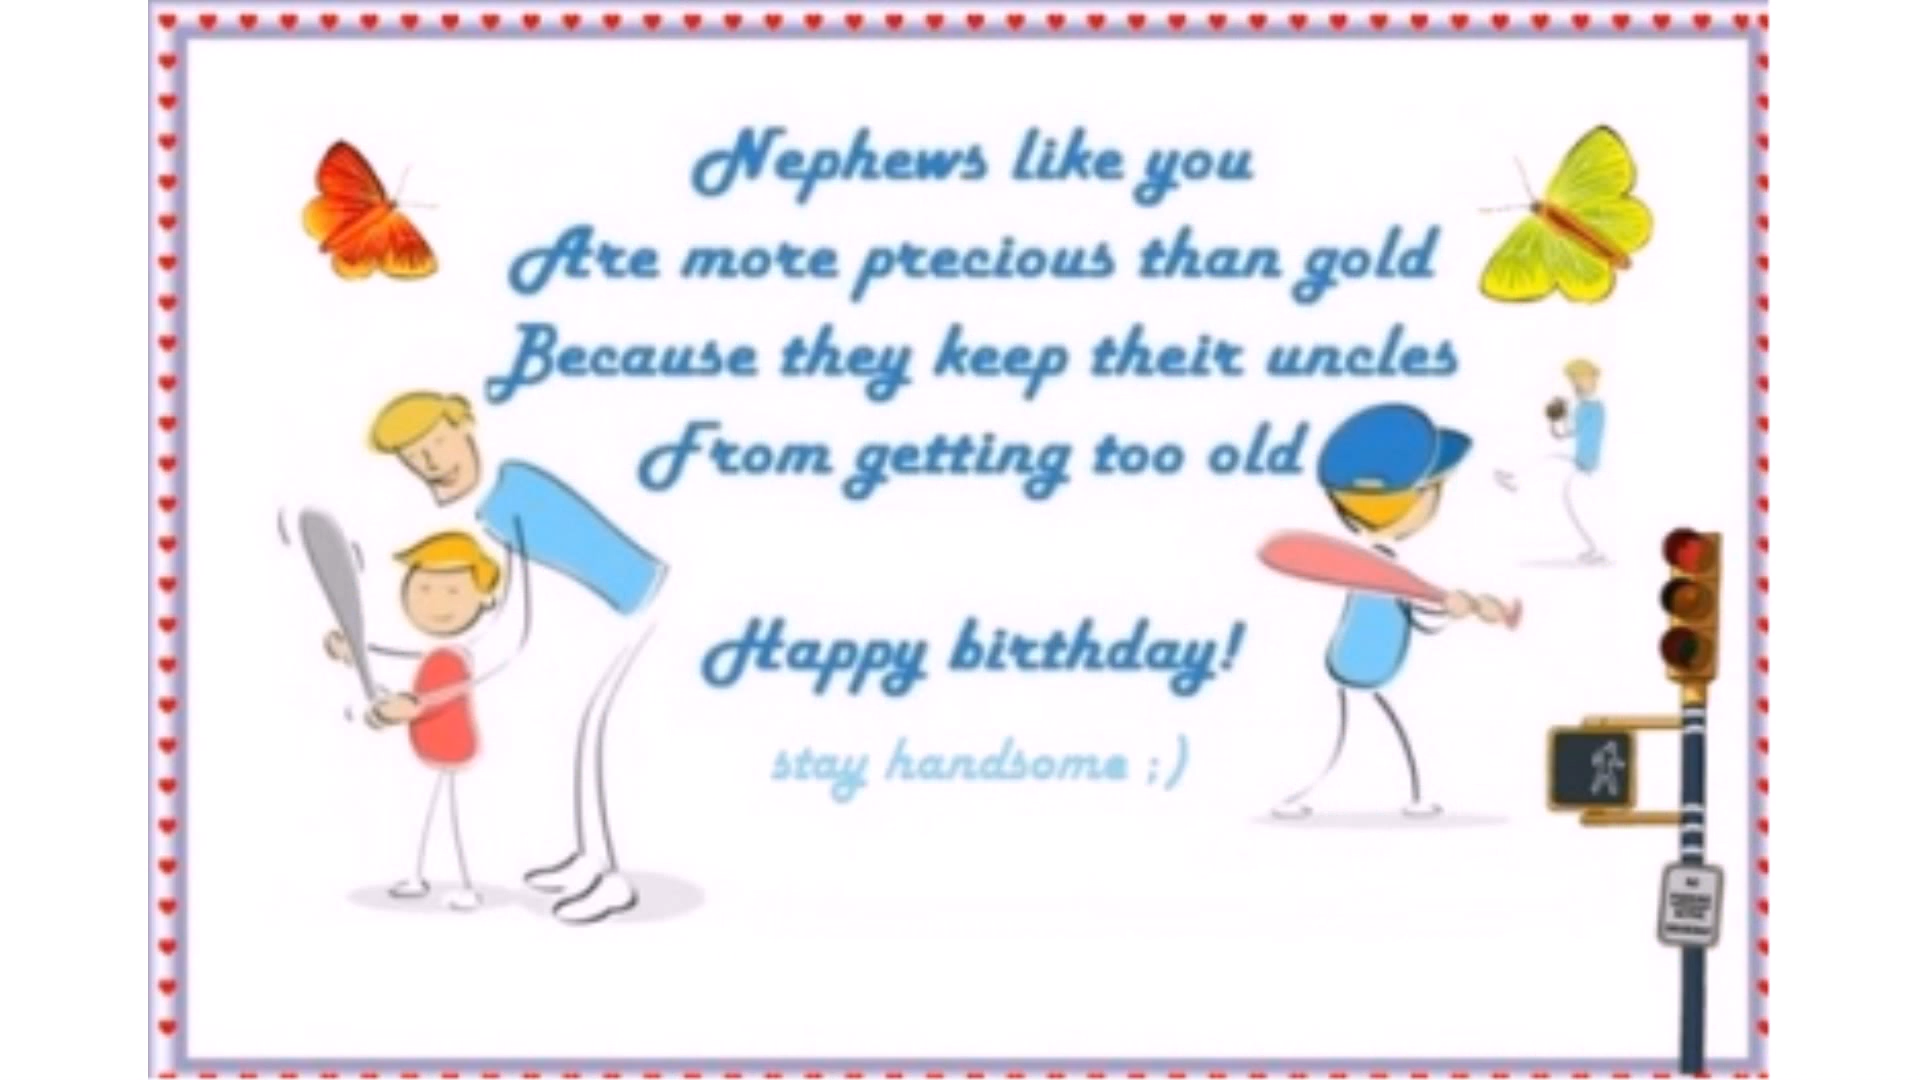 Nephews like you
Are more precious than gold
Because they keep their uncles
From getting too old
Happy birthday!
stay handsome ;)